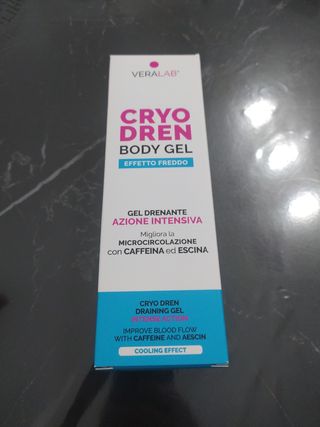 VERALAB®
CRYO
DREN
BODY GEL
EFFETTO FREDDO
GEL DRENANTE
AZIONE INTENSIVA
Migliora la
MICROCIRCOLAZIONE
con CAFFEINA ed ESCINA
CRYO DREN
DRAINING GEL
INTENSE ACTION
IMPROVE BLOOD FLOW
WITH CAFFEINE AND AESCIN
COOLING EFFECT